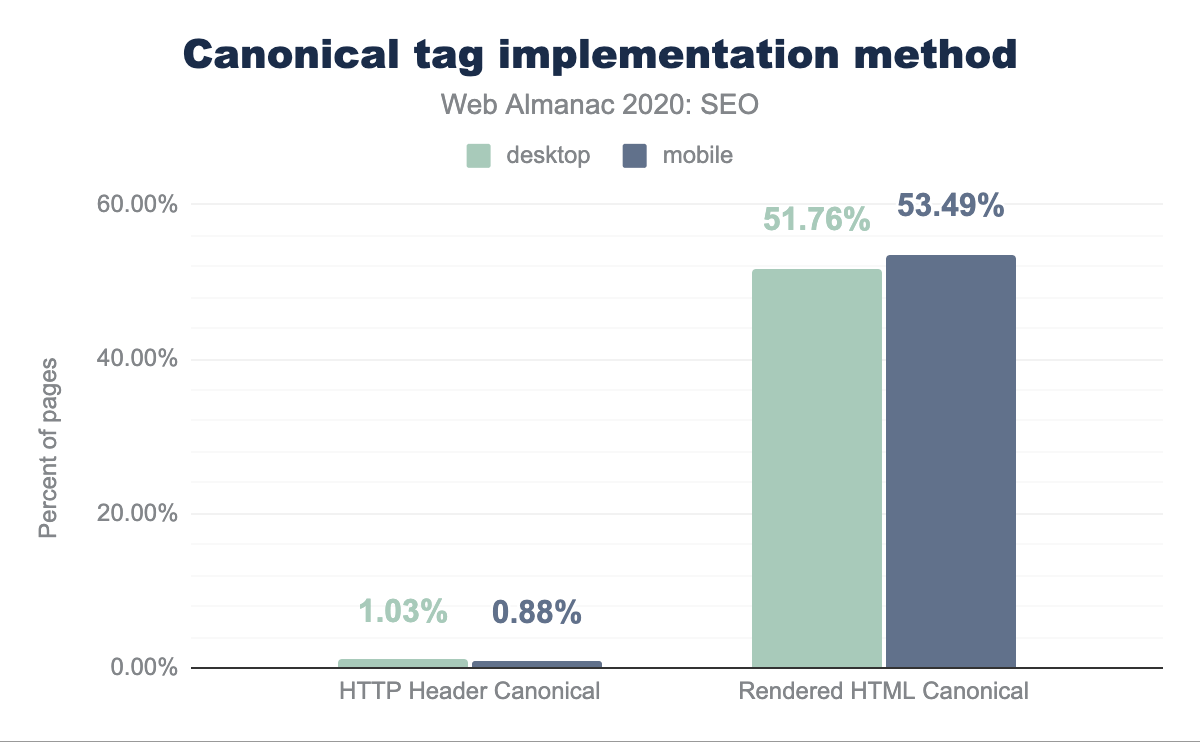 Canonical tag implementation method
Web Almanac 2020: SEO
desktop mobile
60.00%
51.76% 53.49%
40.00%
Percent of pages
20.00%
1.03% 0.88%
0.00%
HTTP Header Canonical Rendered HTML Canonical